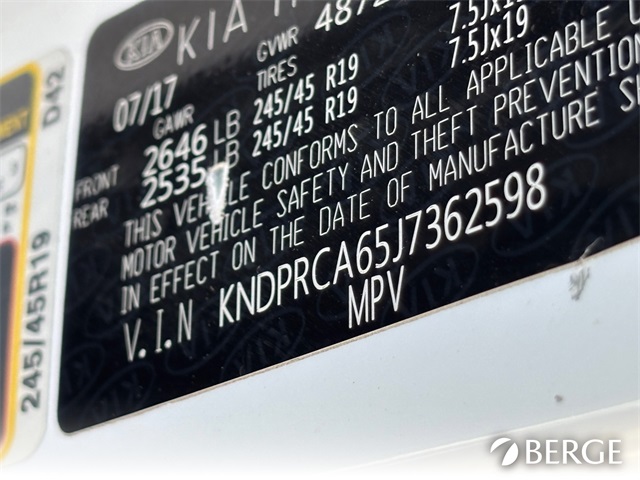 KIA KIA
07/17 GVWR 4872
GAWR TIRES
FRONT 2646 LB 245/45 R19 7.5Jx19
REAR 2535 LB 245/45 R19 7.5Jx19
THIS VEHICLE CONFORMS TO ALL APPLICABLE
MOTOR VEHICLE SAFETY AND THEFT PREVENTION
IN EFFECT ON THE DATE OF MANUFACTURE
V.I.N KNDPRCA65J7362598
MPV
D42
245/45R19
BERGE